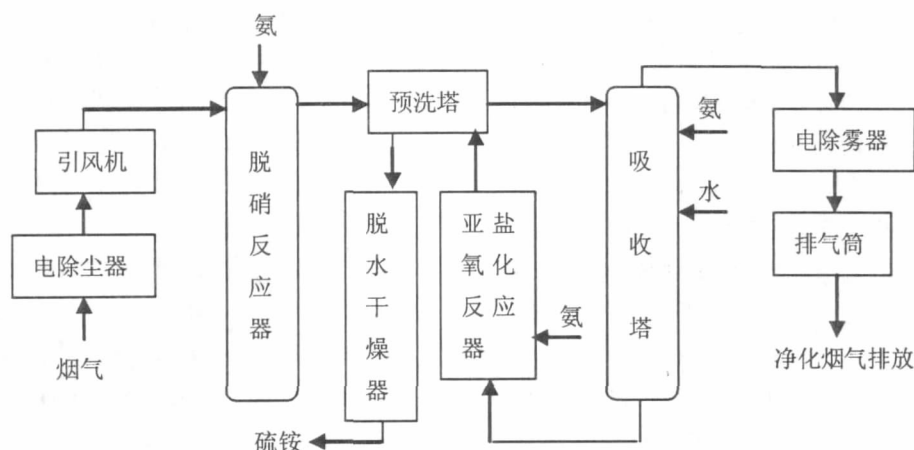 氨
预洗塔
氨
引风机
脱硝反应器
吸收塔
电除雾器
水
脱水干燥器
亚盐
氧化
反应
器
排气筒
电除尘器
氨
烟气
净化烟气排放
硫铵